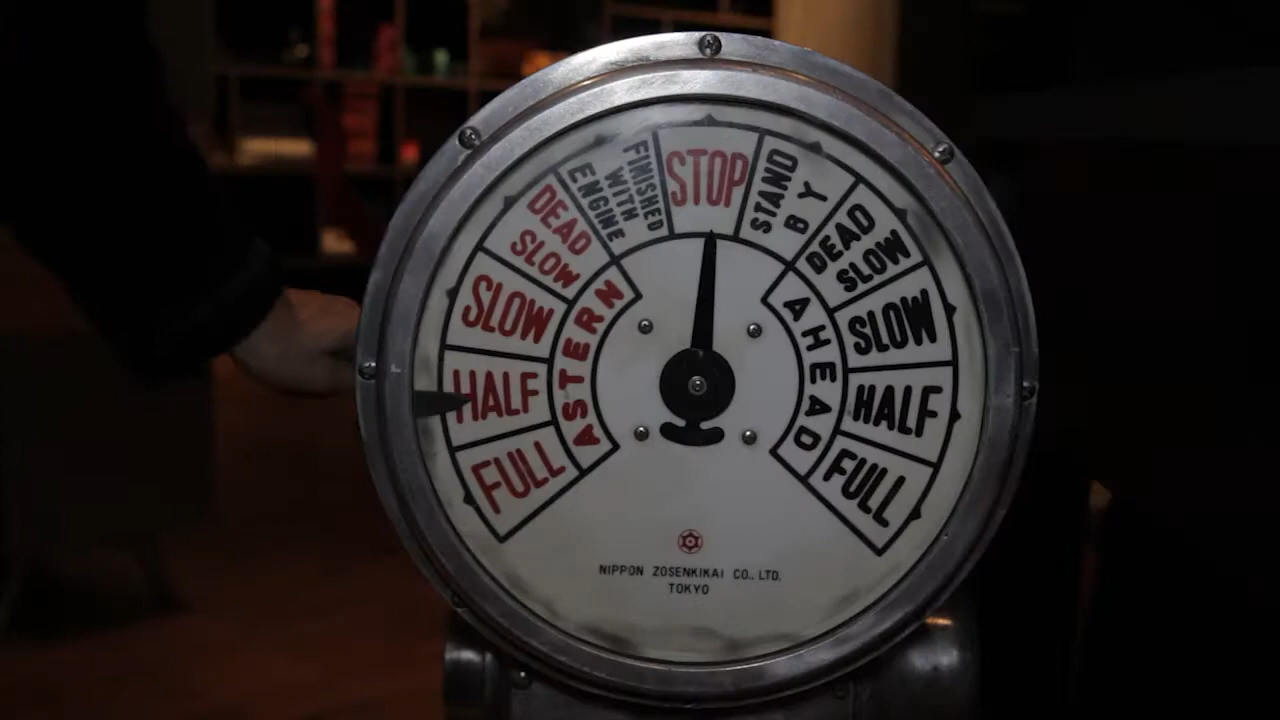 FULL
HALF
SLOW
DEAD
SLOW
FINISHED
WITH
ENGINE
STOP
STAND
BY
DEAD
SLOW
SLOW
HALF
FULL
ASTERN
AHEAD
NIPPON ZOSENKIKAI CO., LTD.
TOKYO